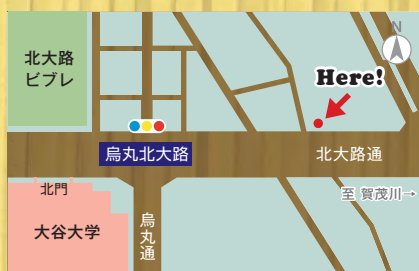 北大路
ビブレ
N
Here!
烏丸北大路
北大路通
北門
至 賀茂川→
大谷大学
烏丸通